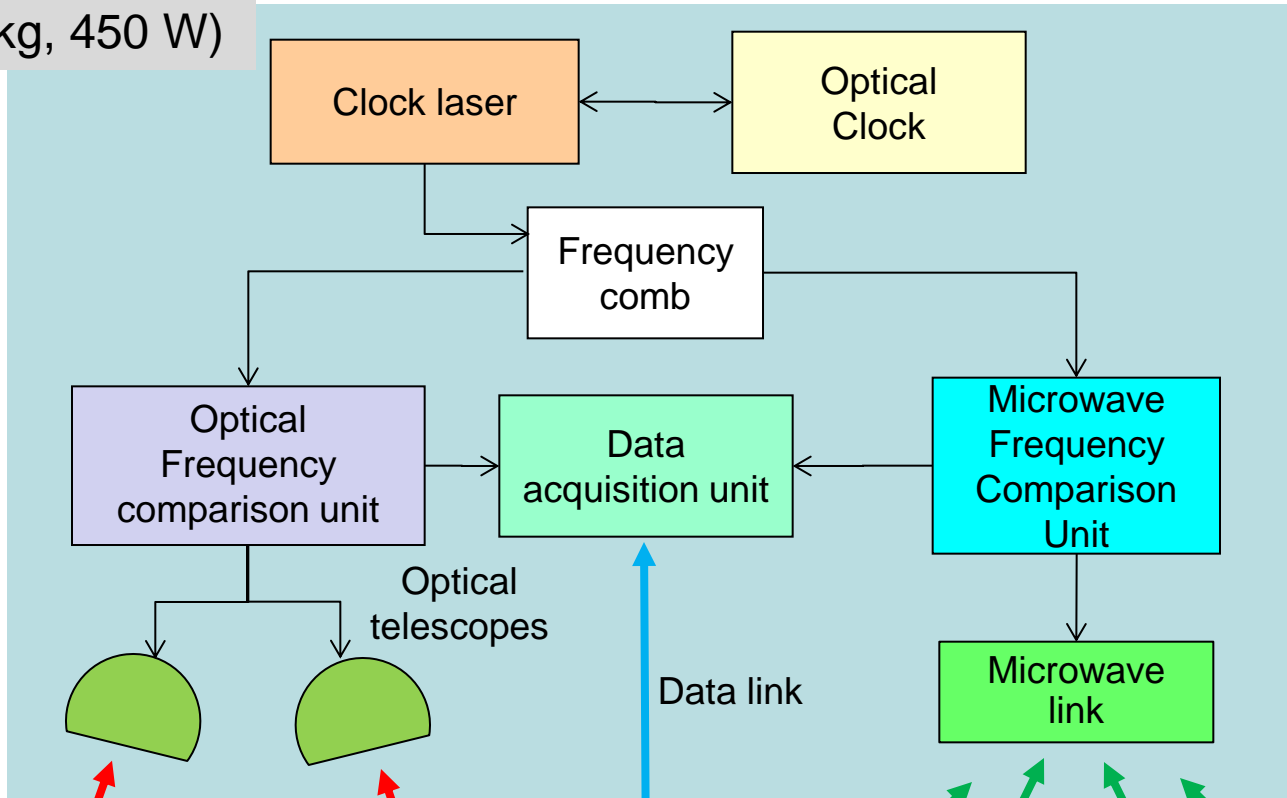 kg, 450 W)
Clock laser
Optical
Clock
Frequency
comb
Optical
Frequency
comparison unit
Data
acquisition unit
Microwave
Frequency
Comparison
Unit
Optical
telescopes
Data link
Microwave
link